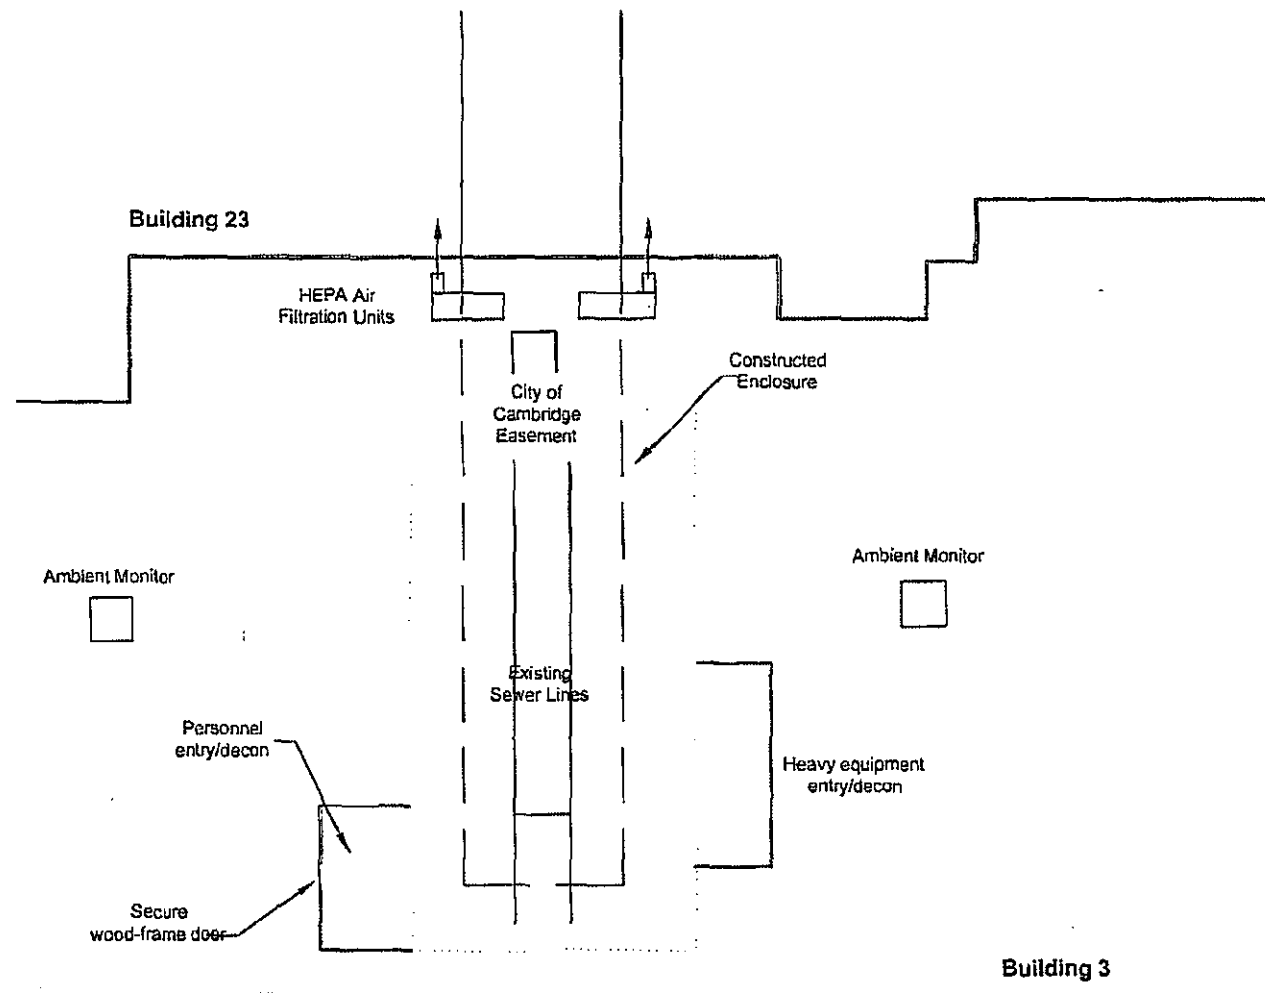 Building 23
HEPA Air
Filtration Units
Constructed
Enclosure
City of
Cambridge
Easement
Ambient Monitor
Ambient Monitor
Existing
Sewer Lines
Personnel
entry/decon
Heavy equipment
entry/decon
Secure
wood-frame door
Building 3